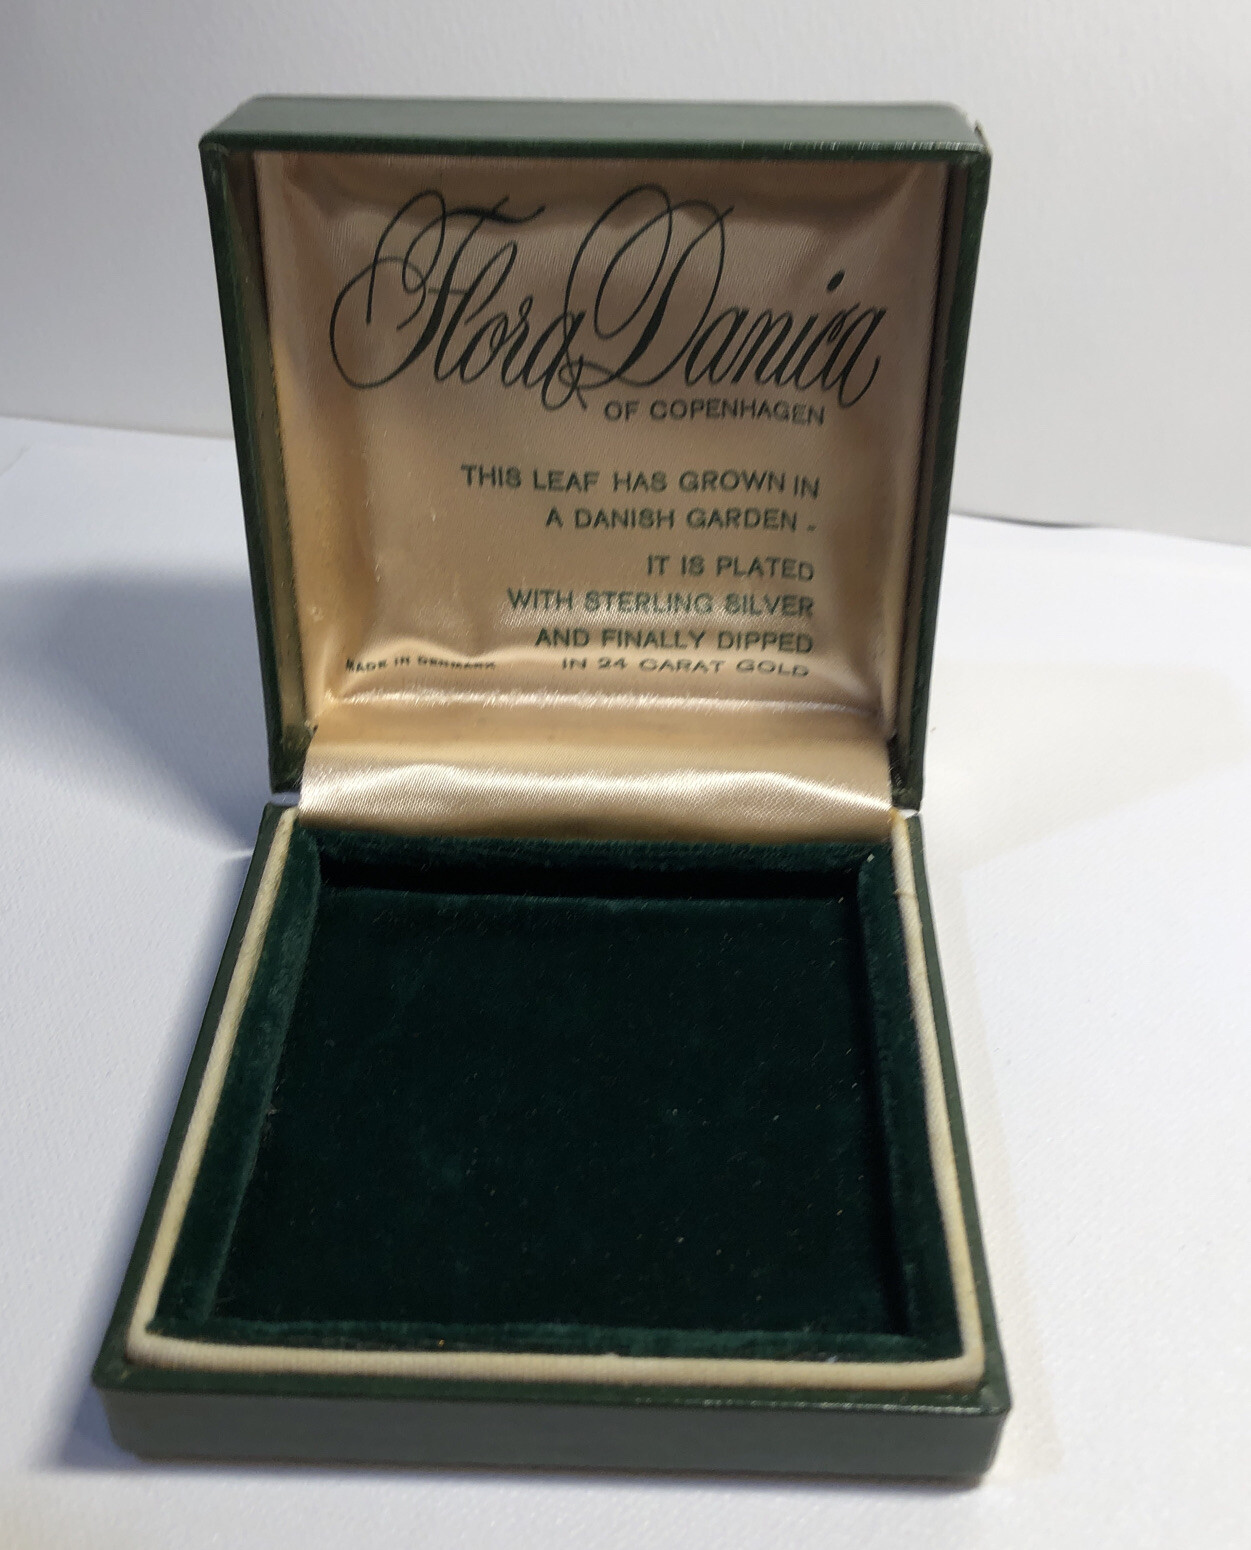 Flora Danica
OF COPENHAGEN
THIS LEAF HAS GROWN IN
A DANISH GARDEN -
IT IS PLATED
WITH STERLING SILVER
AND FINALLY DIPPED
IN 24 CARAT GOLD
MADE IN DENMARK